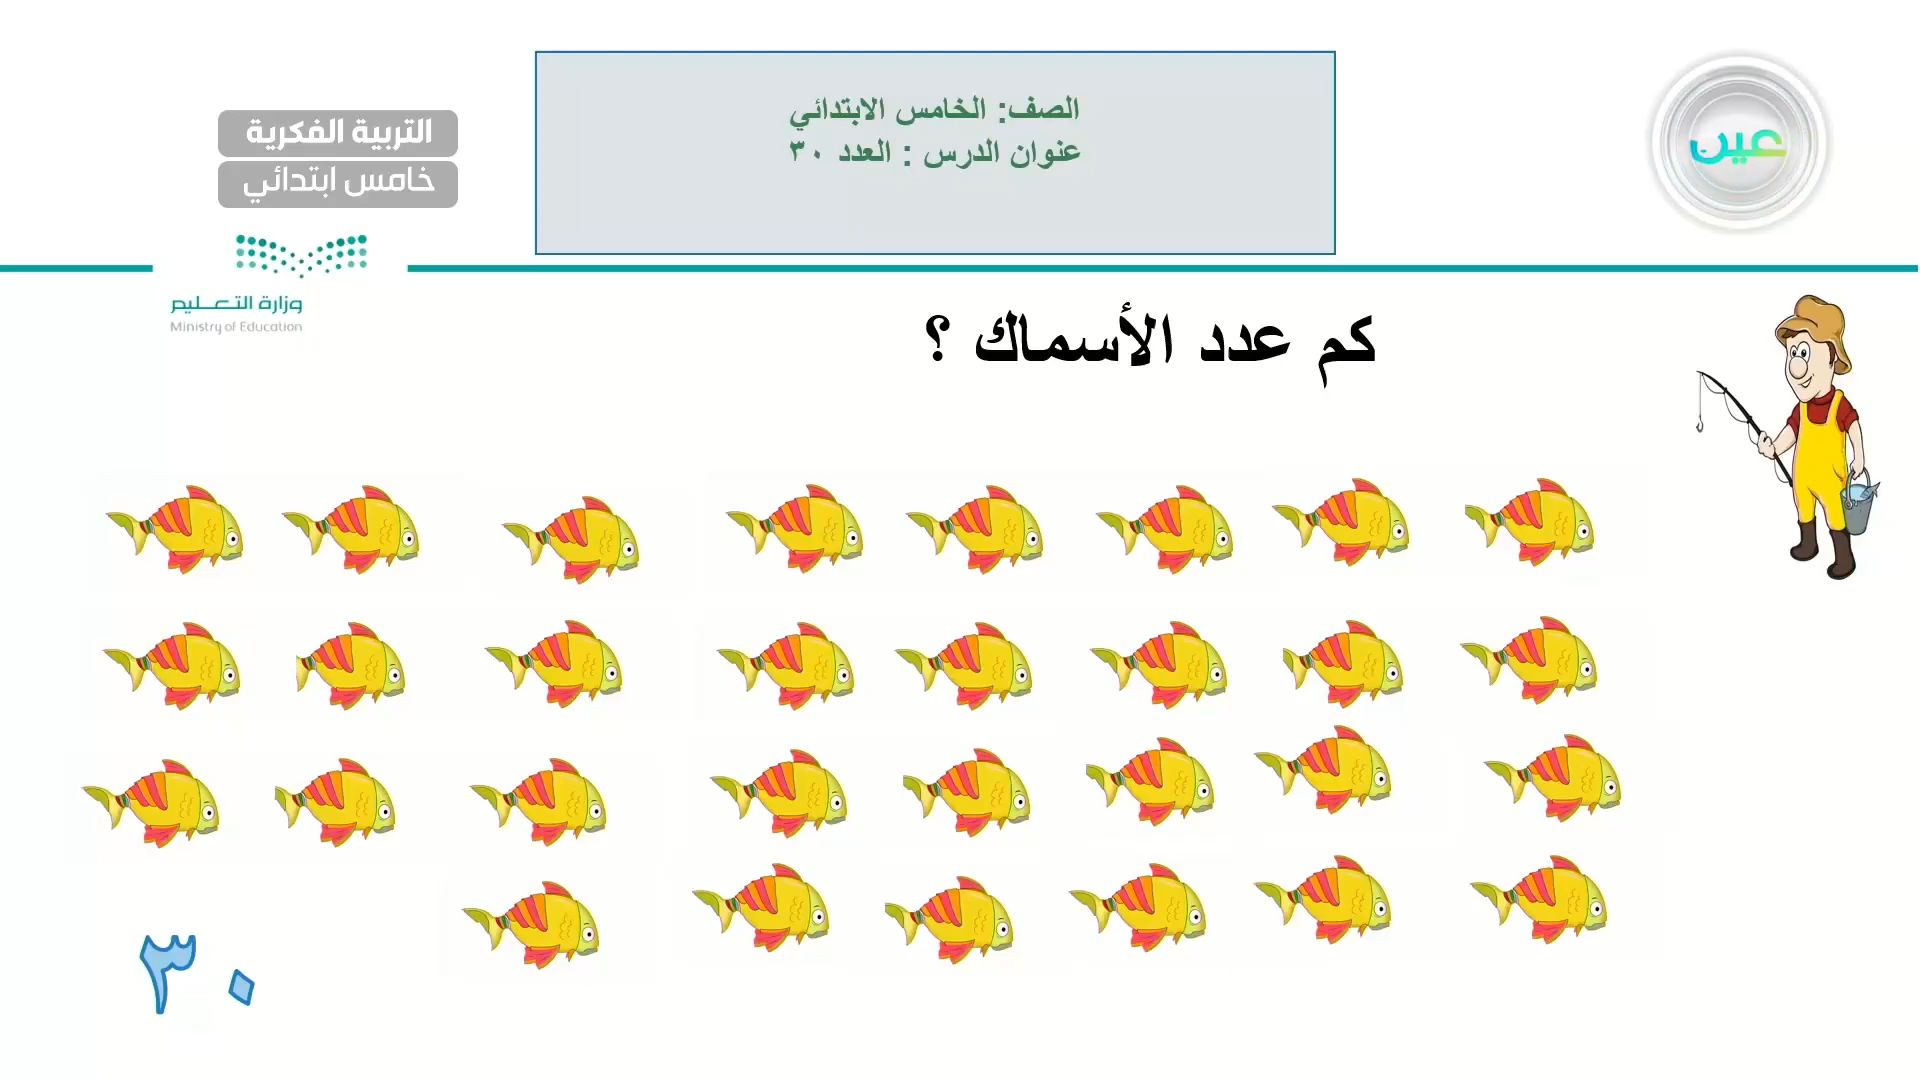 الصف: الخامس الابتدائي
عنوان الدرس : العدد ٣٠
التربية الفكرية
خامس ابتدائي
عين
وزارة التعليم
Ministry of Education
كم عدد الأسماك ؟
٣٠